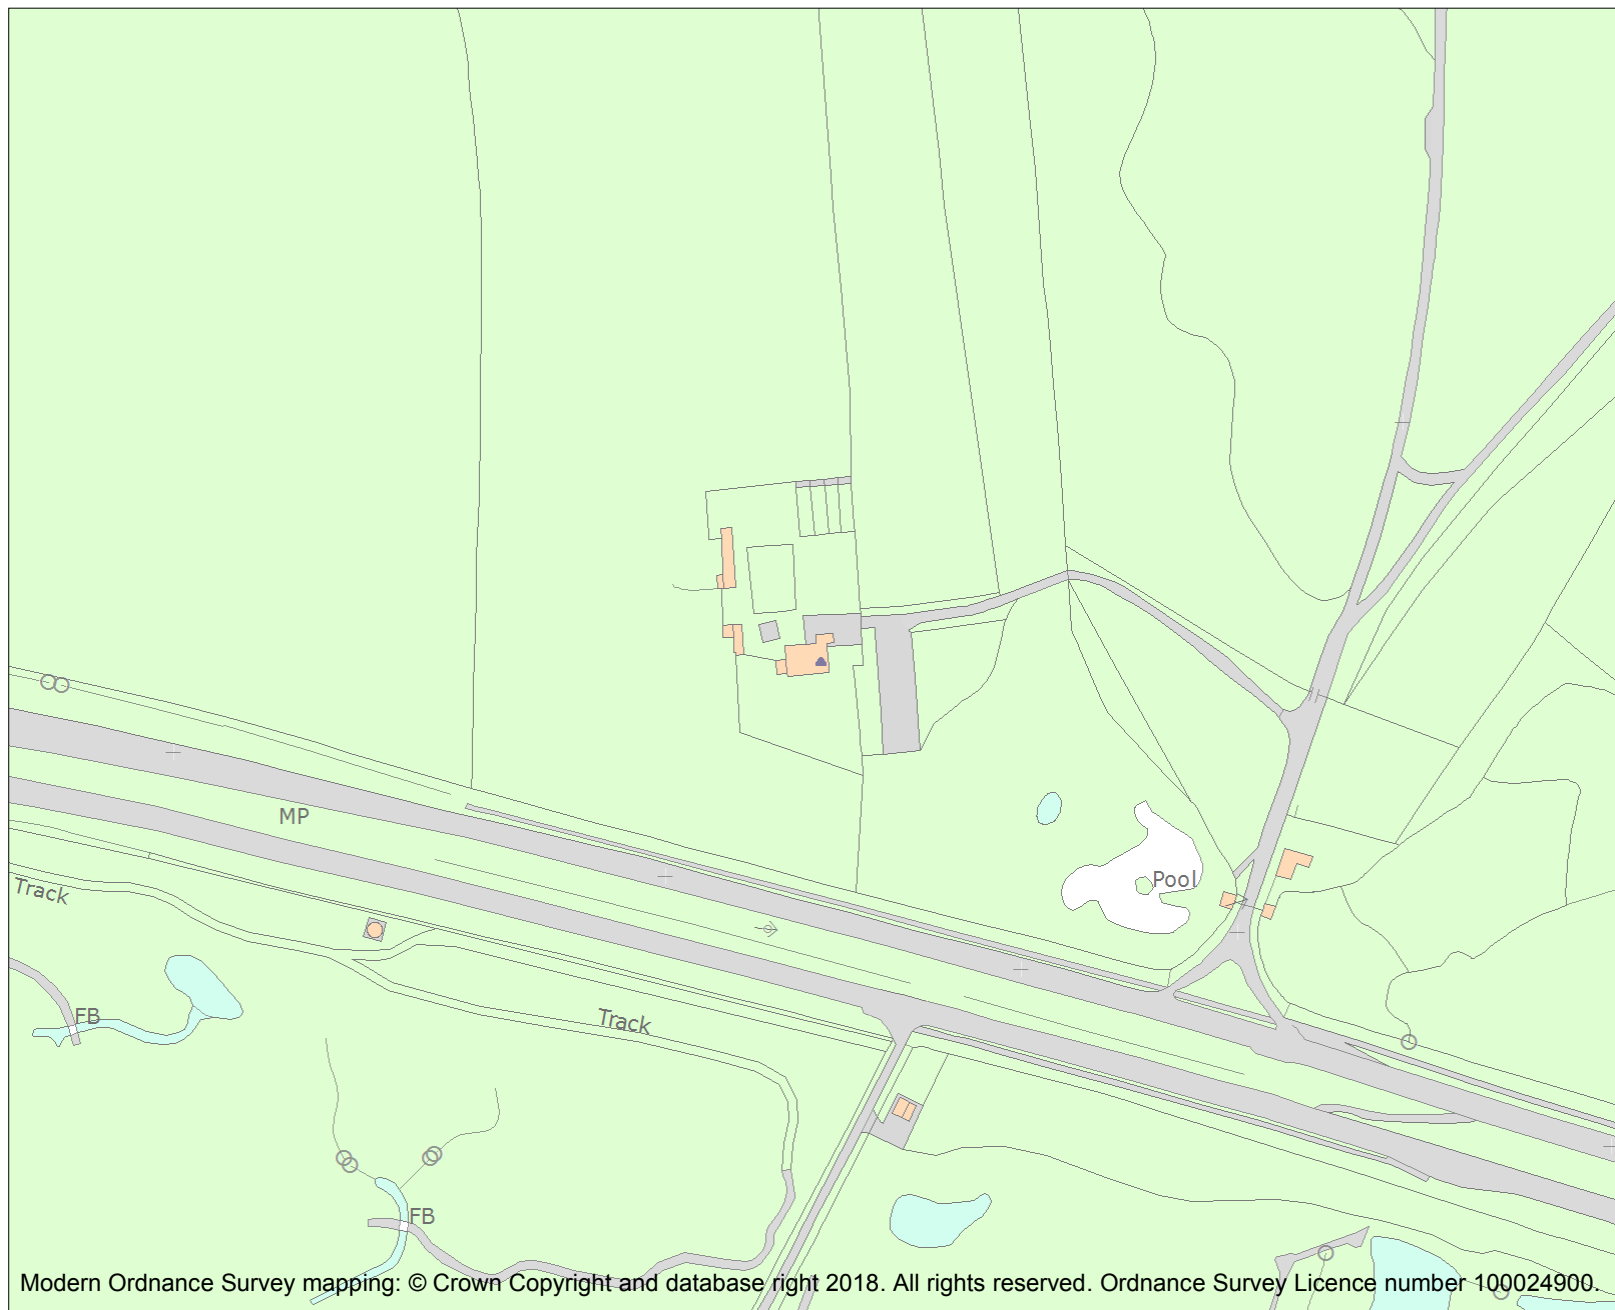 MP
Track
Pool
FB
Track
FB
Modern Ordnance Survey mapping: © Crown Copyright and database right 2018. All rights reserved. Ordnance Survey Licence number 100024900.